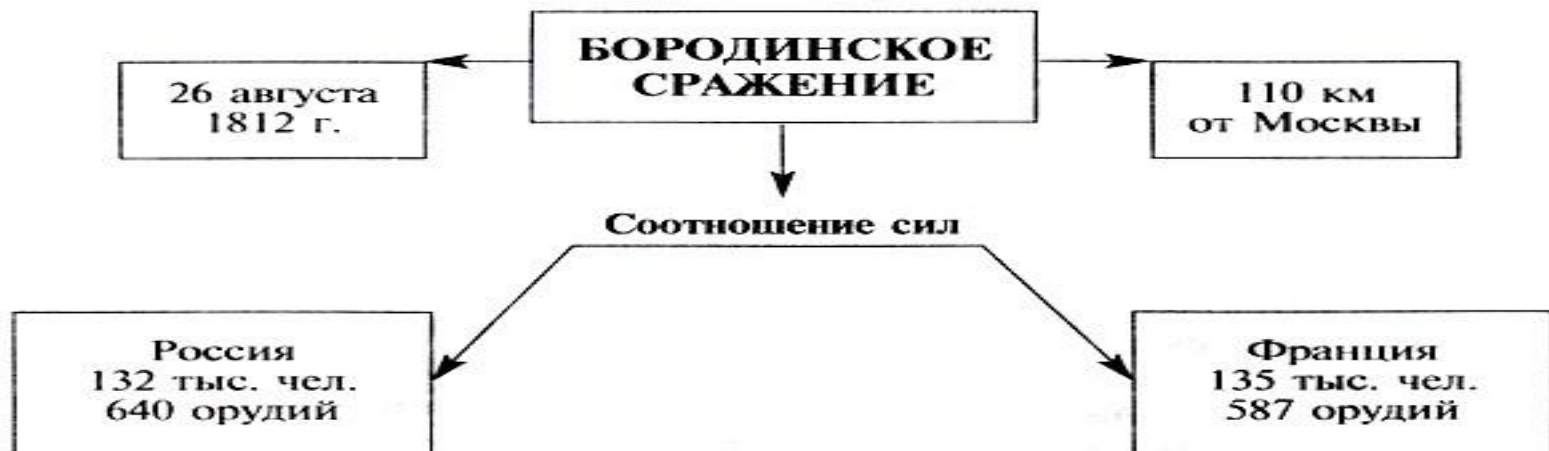 БОРОДИНСКОЕ
СРАЖЕНИЕ
26 августа
1812 г.
110 км
от Москвы
Соотношение сил
Россия
132 тыс. чел.
640 орудий
Франция
135 тыс. чел.
587 орудий